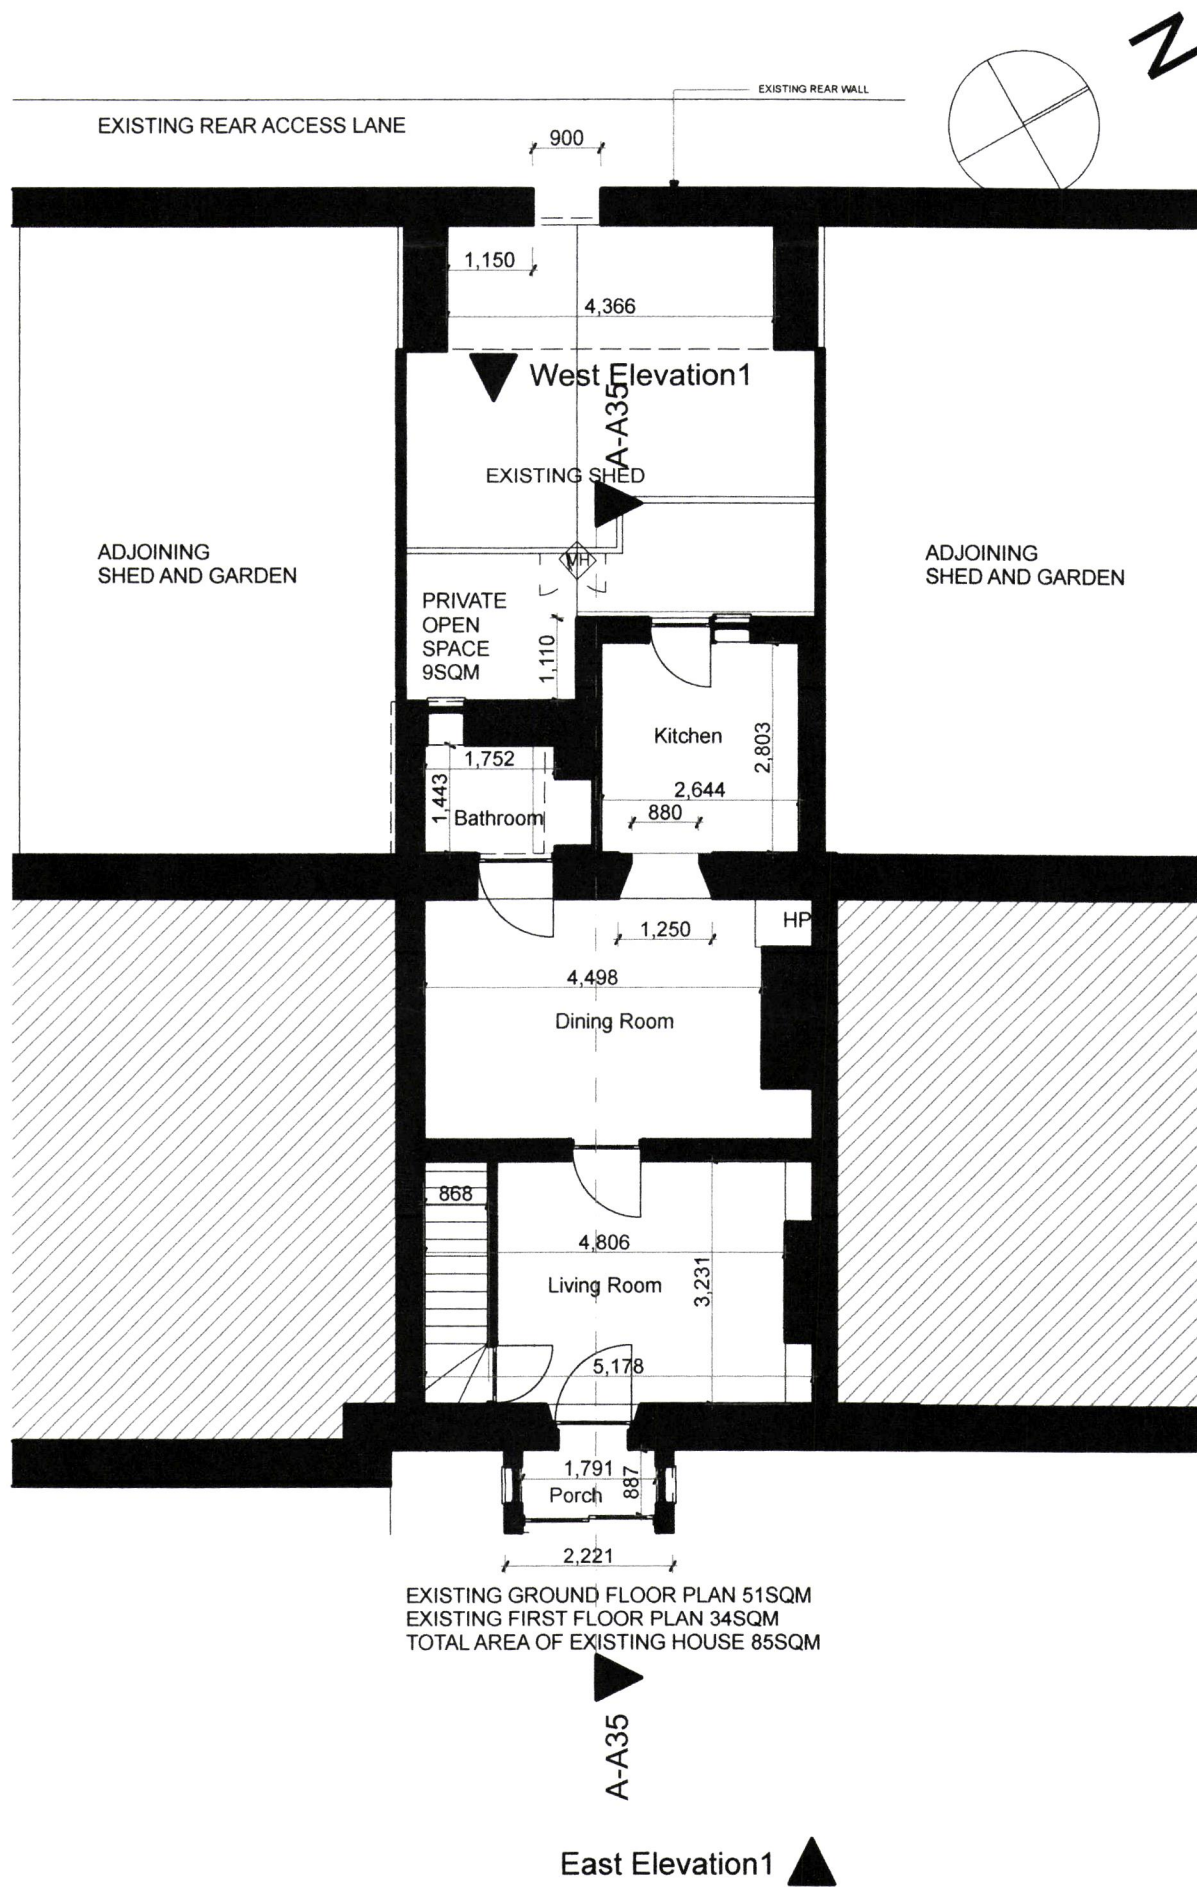 N
EXISTING REAR WALL
EXISTING REAR ACCESS LANE
900
1,150
4,366
West Elevation1
A-A35
EXISTING SHED
ADJOINING
SHED AND GARDEN
ADJOINING
SHED AND GARDEN
MH
PRIVATE
OPEN
SPACE
9SQM
1,110
Kitchen
2,803
1,752
1,443
2,644
880
Bathroom
HP
1,250
4,498
Dining Room
868
4,806
Living Room
3,231
5,178
1,791
887
Porch
2,221
EXISTING GROUND FLOOR PLAN 51SQM
EXISTING FIRST FLOOR PLAN 34SQM
TOTAL AREA OF EXISTING HOUSE 85SQM
A-A35
East Elevation1